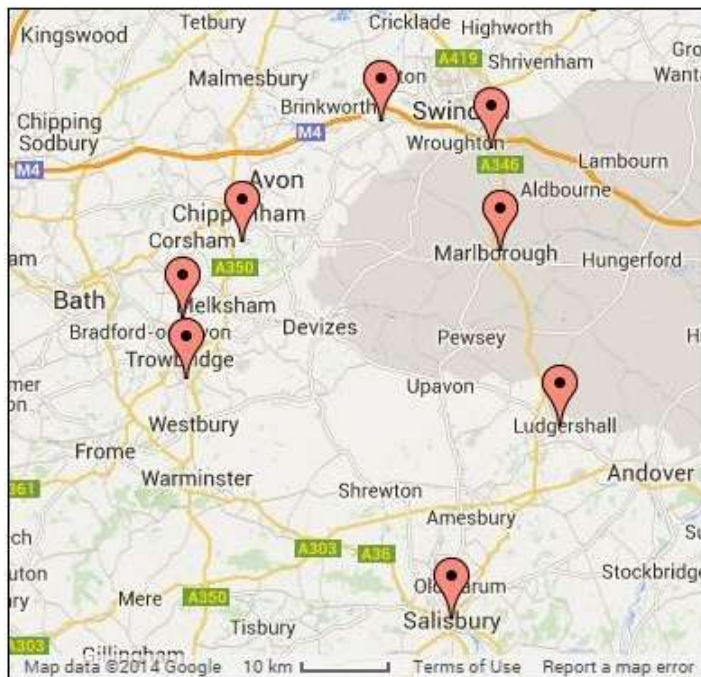 Tetbury
Cricklade
Highworth
Kingswood
A419
Shrivenham
Malmesbury
Brinkworth
Chipping
Sodbury
M4
Wroughton
Lambourn
M4
A346
Avon
Aldbourne
Chippenham
Corsham
Marlborough
Hungerford
A350
Bath
Melksham
Devizes
Pewsey
Trowbridge
Upavon
Westbury
Ludgershall
Frome
Warminster
Andover
Shrewton
Amesbury
A303
A36
Stockbridge
Mere
A350
Salisbury
Tisbury
A303
Gillingham
Map data ©2014 Google
10 km
Terms of Use
Report a map error